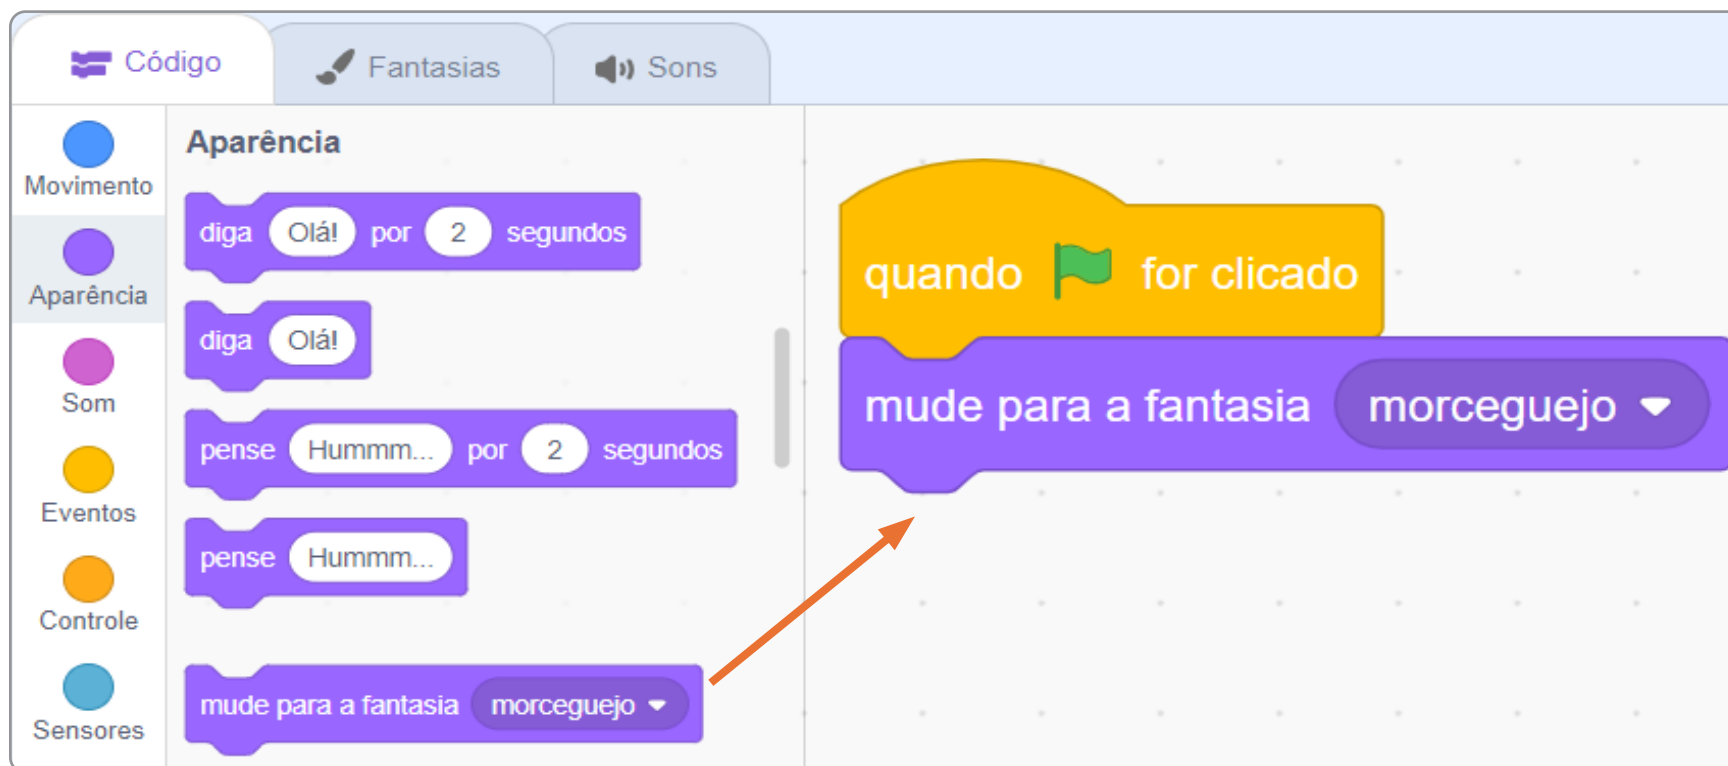 Código
Fantasias
Sons
Movimento
Aparência
Som
Eventos
Controle
Sensores
Aparência
diga Olá! por 2 segundos
diga Olá!
pense Hummm... por 2 segundos
pense Hummm...
mude para a fantasia morceguejo
quando for clicado
mude para a fantasia morceguejo